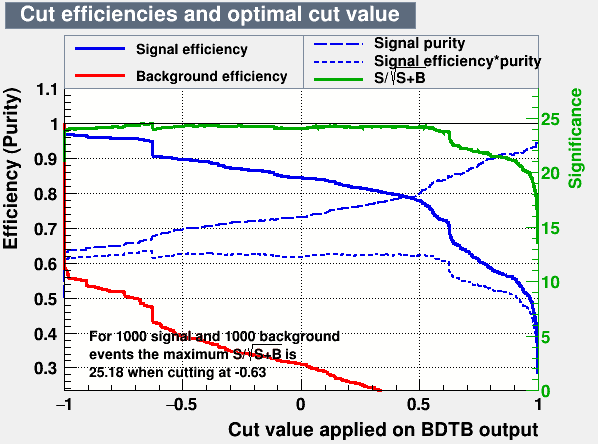 Cut efficiencies and optimal cut value
Signal efficiency
Background efficiency
Signal purity
Signal efficiency*purity
S/√S+B
Efficiency (Purity)
1.1
1
0.9
0.8
0.7
0.6
0.5
0.4
0.3
Significance
25
20
15
10
5
0
For 1000 signal and 1000 background
events the maximum S/√S+B is
25.18 when cutting at -0.63
−1 −0.5 0 0.5 1
Cut value applied on BDTB output